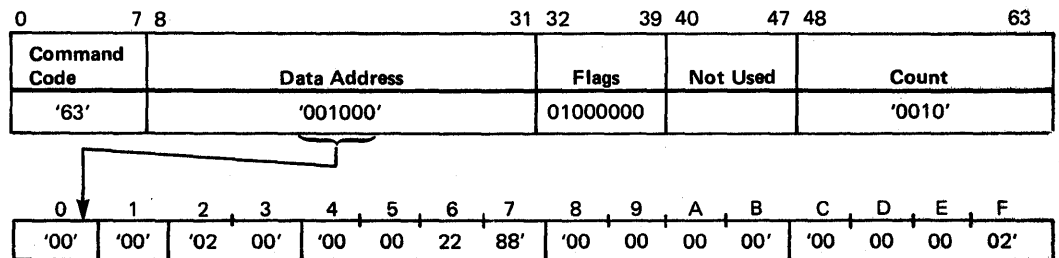 0 7 8 31 32 39 40 47 48 63
Command
Code Data Address Flags Not Used Count
'63' '001000' 01000000 '0010'
0 1 2 3 4 5 6 7 8 9 A B C D E F
'00' '00' '02 00' '00 00 22 88' '00 00 00 00' '00 00 00 02'